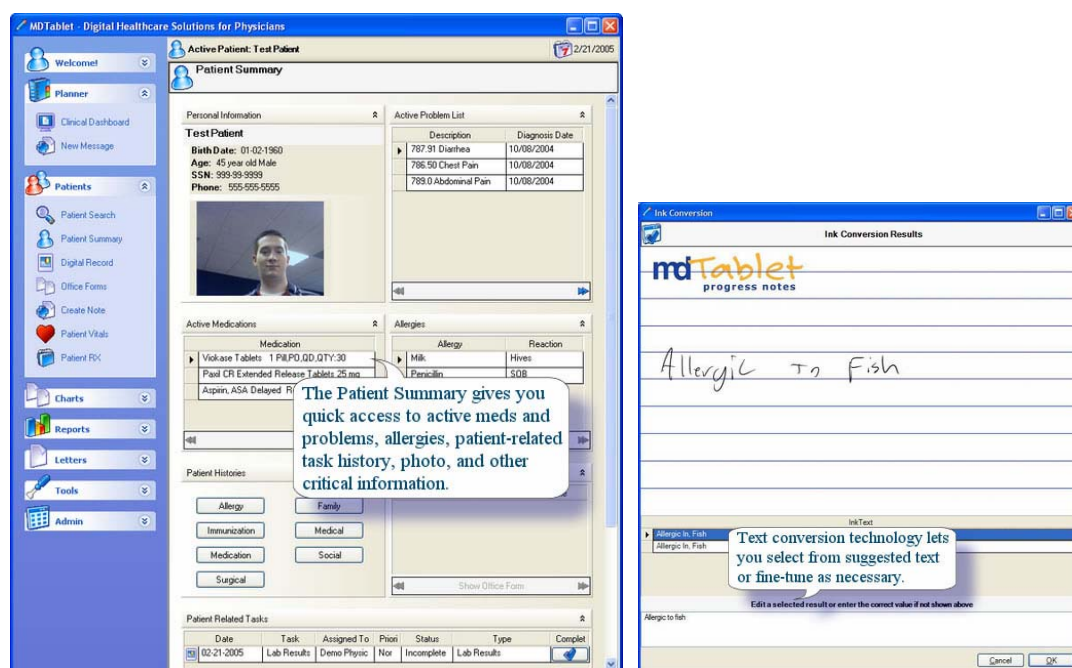 MDTablet - Digital Healthcare Solutions for Physicians
Welcome!
Planner
Clinical Dashboard
New Message
Patients
Patient Search
Patient Summary
Digital Record
Office Forms
Create Note
Patient Vitals
Patient RX
Charts
Reports
Letters
Tools
Admin
Active Patient: Test Patient
2/21/2005
Patient Summary
Personal Information
Test Patient
Birth Date: 01-02-1960
Age: 45 year old Male
SSN: 999-99-9999
Phone: 555-555-5555
Active Problem List
Description Diagnosis Date
787.91 Diarrhea 10/08/2004
786.50 Chest Pain 10/08/2004
789.0 Abdominal Pain 10/08/2004
Active Medications
Medication
Viokase Tablets 1 Pill,PO,QD,QTY:30
Paxil CR Extended Release Tablets 25 mg
Aspirin, ASA Delayed
Allergies
Allergy Reaction
Milk Hives
Penicillin SOB
The Patient Summary gives you
quick access to active meds and
problems, allergies, patient-related
task history, photo, and other
critical information.
Patient Histories
Allergy Family
Immunization Medical
Medication Social
Surgical
Show Office Form
Patient Related Tasks
Date Task Assigned To Priori Status Type Complet
02-21-2005 Lab Results Demo Physic Nor Incomplete Lab Results
Ink Conversion
Ink Conversion Results
mdTablet
progress notes
Allergic To Fish
InkText
Allergic In, Fish
Allergic In, Fish
Text conversion technology lets
you select from suggested text
or fine-tune as necessary.
Edit a selected result or enter the correct value if not shown above
Allergic to fish
Cancel OK